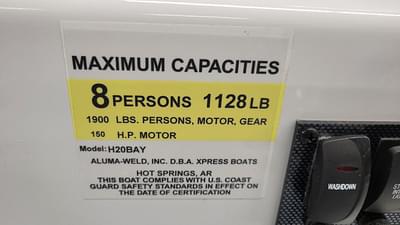 MAXIMUM CAPACITIES
8 PERSONS 1128 LB
1900 LBS. PERSONS, MOTOR, GEAR
150 H.P. MOTOR
Model: H20BAY
ALUMA-WELD, INC. D.B.A. XPRESS BOATS
HOT SPRINGS, AR
THIS BOAT COMPLIES WITH U.S. COAST
GUARD SAFETY STANDARDS IN EFFECT ON
THE DATE OF CERTIFICATION
WASHDOWN